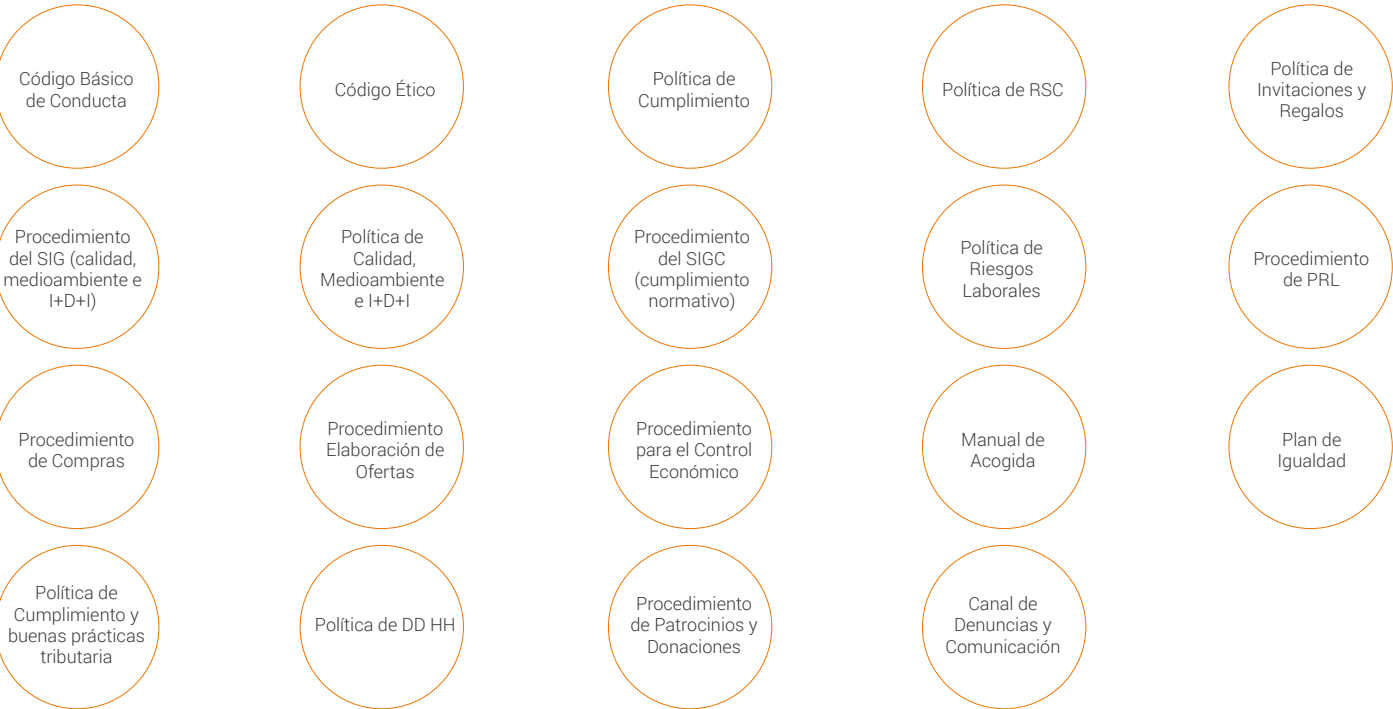 Código Básico
de Conducta
Código Ético
Política de
Cumplimiento
Política de RSC
Política de
Invitaciones y
Regalos
Procedimiento
del SIG (calidad,
medioambiente e
I+D+I)
Política de
Calidad,
Medioambiente
e I+D+I
Procedimiento
del SIGC
(cumplimiento
normativo)
Política de
Riesgos
Laborales
Procedimiento
de PRL
Procedimiento
de Compras
Procedimiento
Elaboración de
Ofertas
Procedimiento
para el Control
Económico
Manual de
Acogida
Plan de
Igualdad
Política de
Cumplimiento y
buenas prácticas
tributaria
Política de DD HH
Procedimiento
de Patrocinios y
Donaciones
Canal de
Denuncias y
Comunicación